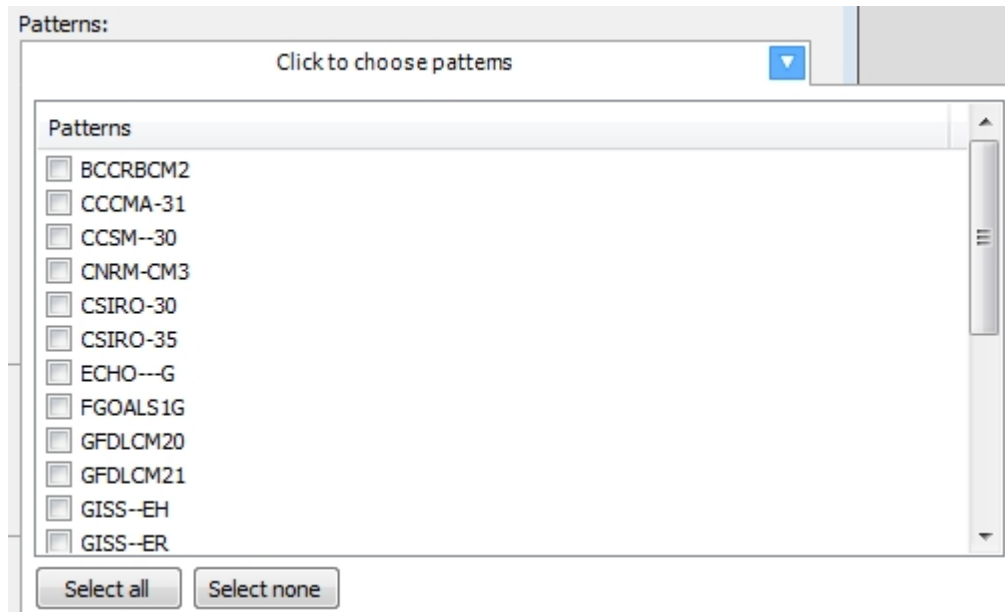 Patterns:
Click to choose patterns
Patterns
BCCRBCM2
CCCMA-31
CCSM--30
CNRM-CM3
CSIRO-30
CSIRO-35
ECHO---G
FGOALS1G
GFDLCM20
GFDLCM21
GISS--EH
GISS--ER
Select all Select none